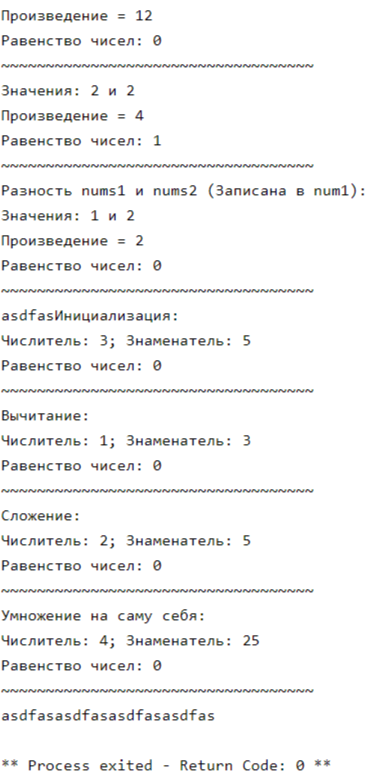 Произведение = 12
Равенство чисел: 0
~~~~~~~~~~~~~~~~~~~~~~~~~~~~~~~~~~~
Значения: 2 и 2
Произведение = 4
Равенство чисел: 1
~~~~~~~~~~~~~~~~~~~~~~~~~~~~~~~~~~~
Разность nums1 и nums2 (Записана в num1):
Значения: 1 и 2
Произведение = 2
Равенство чисел: 0
~~~~~~~~~~~~~~~~~~~~~~~~~~~~~~~~~~~
asdfasИнициализация:
Числитель: 3; Знаменатель: 5
Равенство чисел: 0
~~~~~~~~~~~~~~~~~~~~~~~~~~~~~~~~~~~
Вычитание:
Числитель: 1; Знаменатель: 3
Равенство чисел: 0
~~~~~~~~~~~~~~~~~~~~~~~~~~~~~~~~~~~
Сложение:
Числитель: 2; Знаменатель: 5
Равенство чисел: 0
~~~~~~~~~~~~~~~~~~~~~~~~~~~~~~~~~~~
Умножение на саму себя:
Числитель: 4; Знаменатель: 25
Равенство чисел: 0
~~~~~~~~~~~~~~~~~~~~~~~~~~~~~~~~~~~
asdfasasdfasasdfasasdfas
** Process exited - Return Code: 0 **